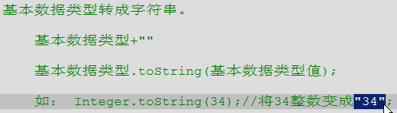 基本数据类型转成字符串。
基本数据类型+""
基本数据类型.toString(基本数据类型值);
如： Integer.toString(34);//将34整数变成"34";